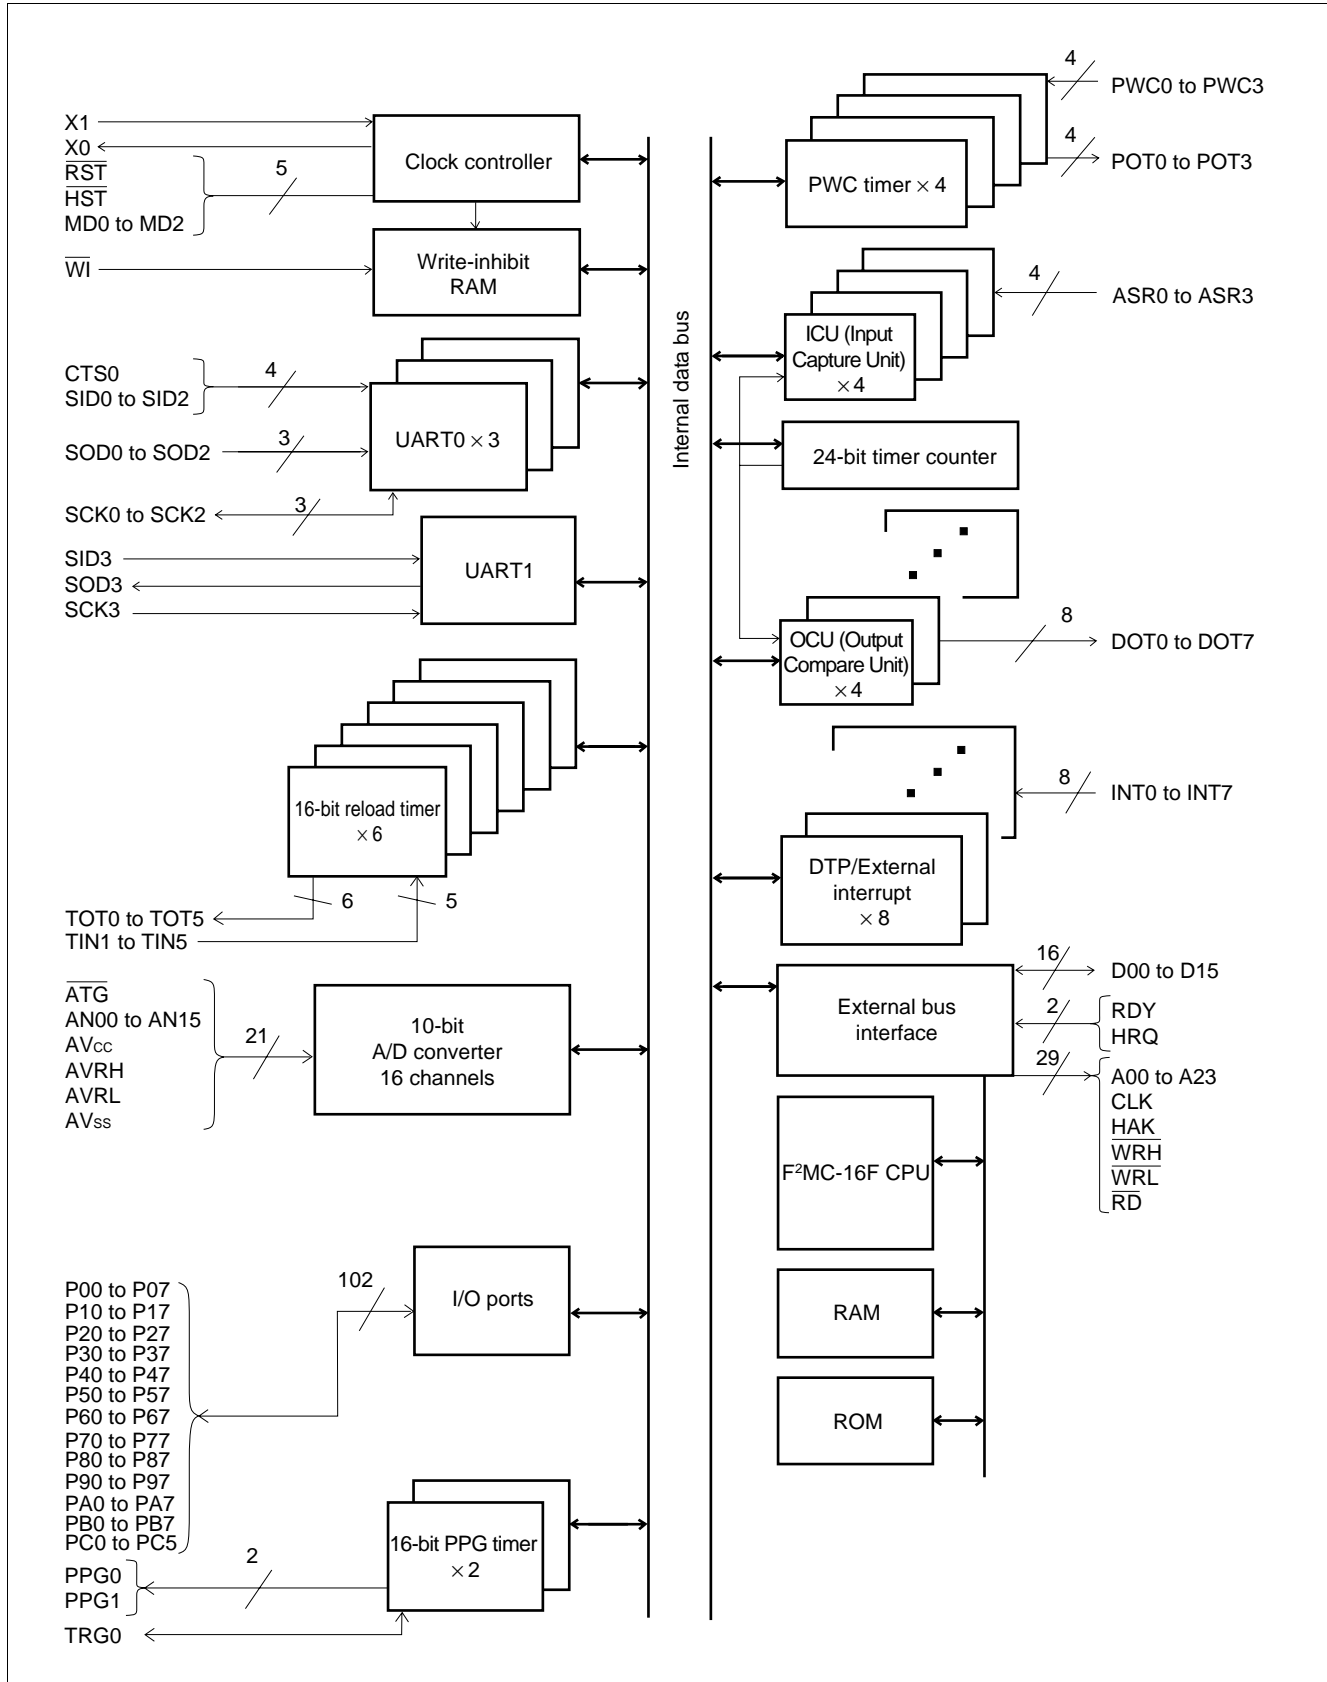 X1
X0
RST
HST
MD0 to MD2
5
Clock controller
WI
Write-inhibit
RAM
CTS0
SID0 to SID2
4
SOD0 to SOD2
3
UART0 × 3
SCK0 to SCK2
3
SID3
SOD3
SCK3
UART1
16-bit reload timer
× 6
6
5
TOT0 to TOT5
TIN1 to TIN5
ATG
AN00 to AN15
AVCC
AVRH
AVRL
AVSS
21
10-bit
A/D converter
16 channels
P00 to P07
P10 to P17
P20 to P27
P30 to P37
P40 to P47
P50 to P57
P60 to P67
P70 to P77
P80 to P87
P90 to P97
PA0 to PA7
PB0 to PB7
PC0 to PC5
102
I/O ports
16-bit PPG timer
× 2
PPG0
PPG1
2
TRG0
Internal data bus
4
PWC0 to PWC3
4
POT0 to POT3
PWC timer × 4
4
ASR0 to ASR3
ICU (Input
Capture Unit)
× 4
24-bit timer counter
OCU (Output
Compare Unit)
× 4
8
DOT0 to DOT7
8
INT0 to INT7
DTP/External
interrupt
× 8
External bus
interface
16
D00 to D15
2
RDY
HRQ
29
A00 to A23
CLK
HAK
WRH
WRL
RD
F²MC-16F CPU
RAM
ROM